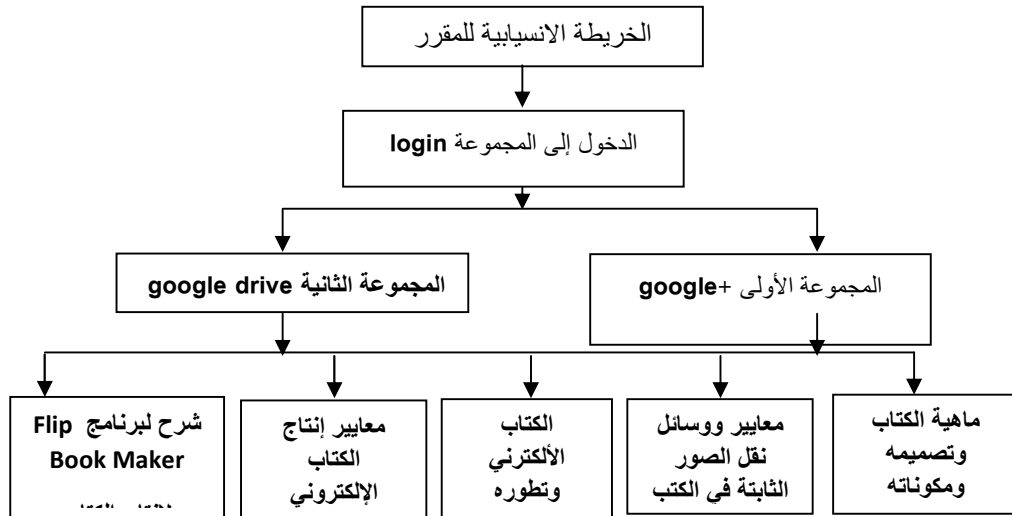 الخريطة الانسيابية للمقرر
الدخول إلى المجموعة login
المجموعة الأولى +google
المجموعة الثانية google drive
ماهية الكتاب
وتصميمه
ومكوناته
معايير ووسائل
نقل الصور
الثابتة في الكتب
الكتاب
الألكترني
وتطوره
معايير إنتاج
الكتاب
الإلكتروني
شرح لبرنامج Flip
Book Maker